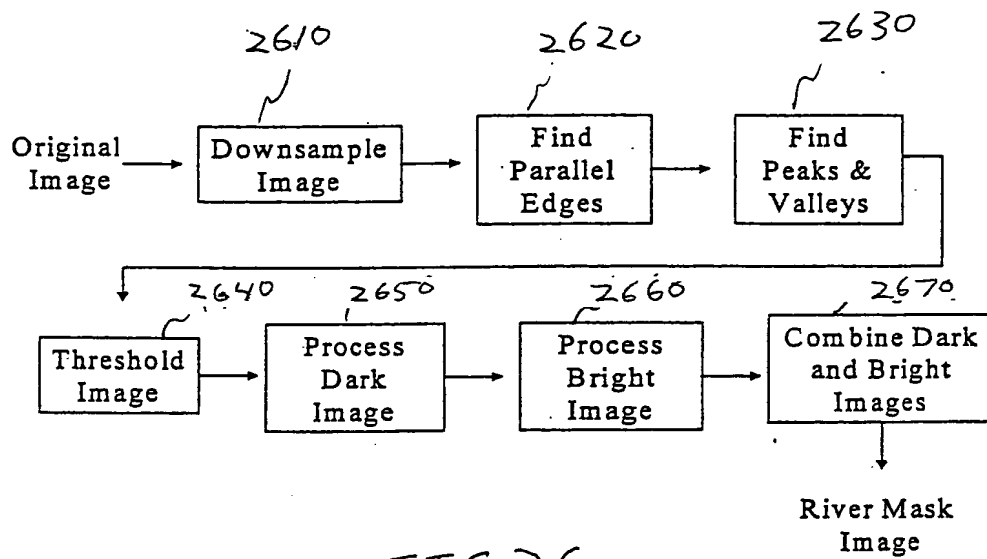 2610
2620
2630
Original
Image
Downsample
Image
Find
Parallel
Edges
Find
Peaks &
Valleys
2640
2650
2660
2670
Threshold
Image
Process
Dark
Image
Process
Bright
Image
Combine Dark
and Bright
Images
River Mask
Image